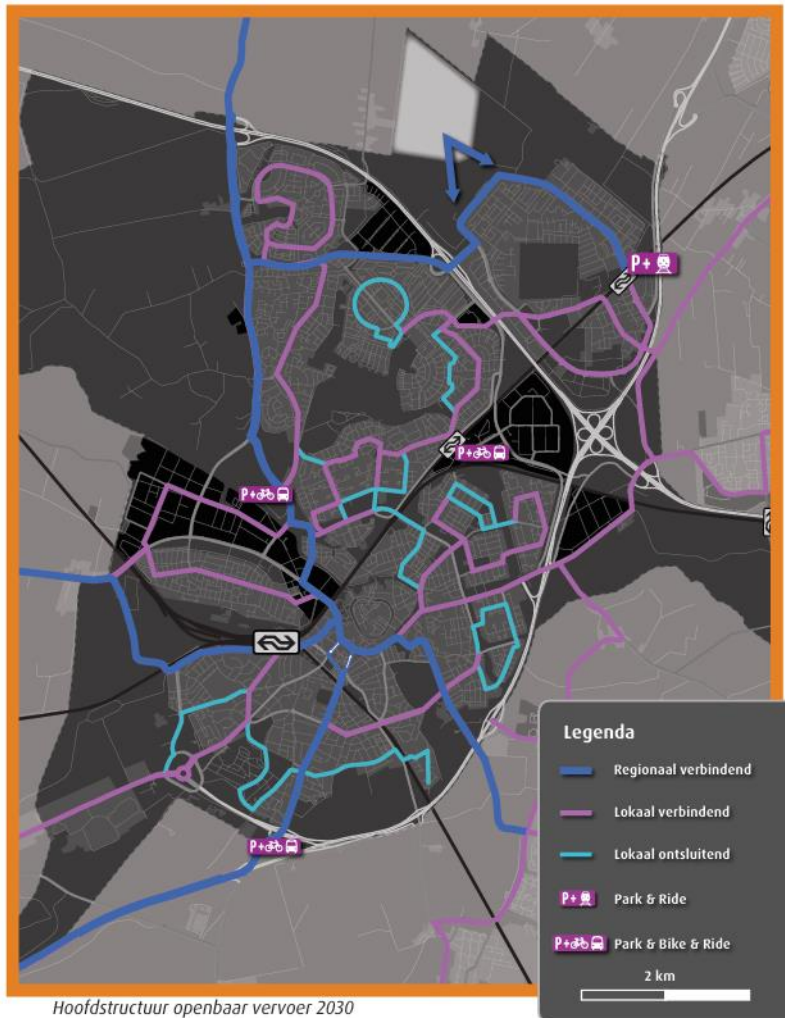 P+
P+
P+
P+
Legenda
Regionaal verbindend
Lokaal verbindend
Lokaal ontsluitend
P+ Park & Ride
P+ Park & Bike & Ride
2 km
Hoofdstructuur openbaar vervoer 2030